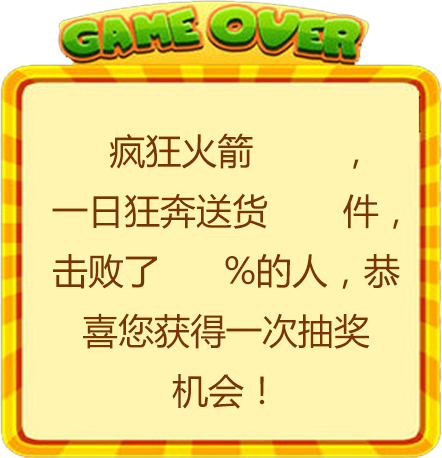 GAME OVER
疯狂火箭 ，
一日狂奔送货 件，
击败了 %的人，恭
喜您获得一次抽奖
机会！